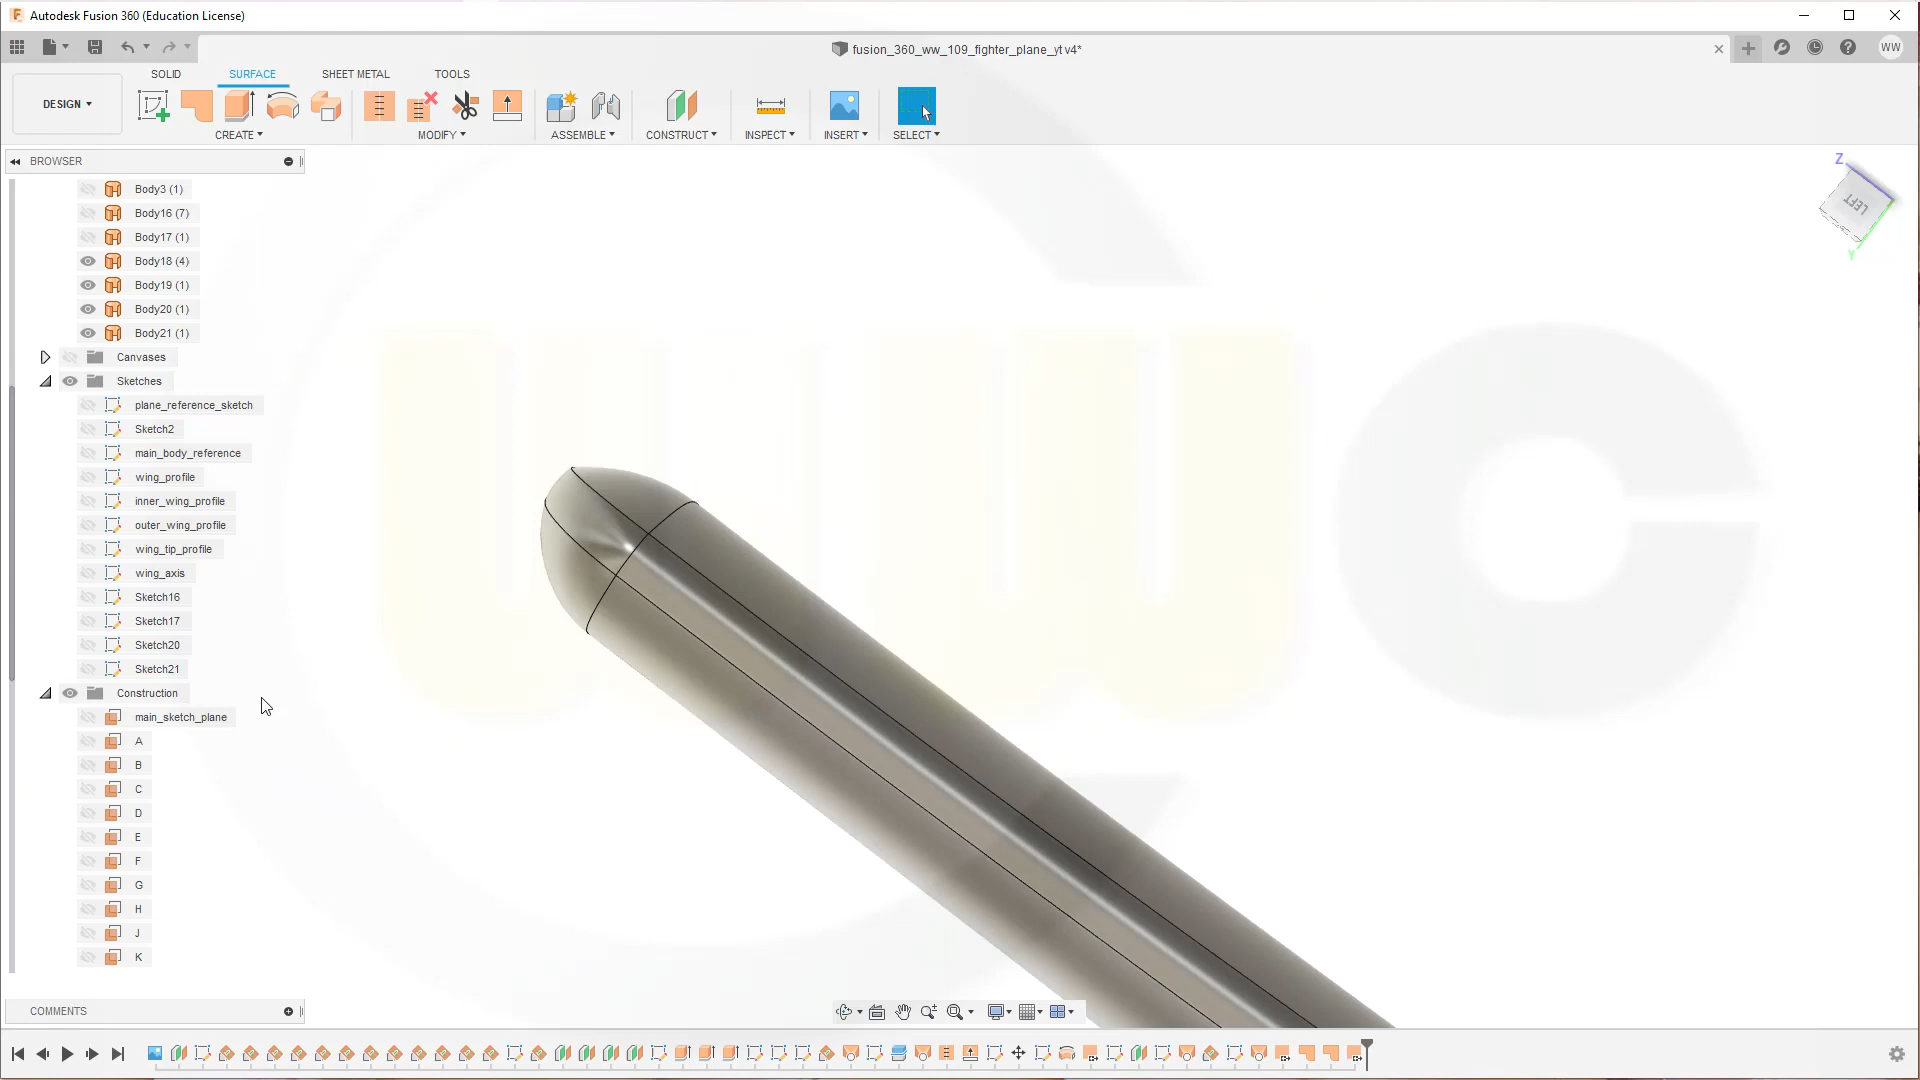 Autodesk Fusion 360 (Education License)
fusion_360_ww_109_fighter_plane_yt v4*
WW
SOLID SURFACE SHEET METAL TOOLS
DESIGN
CREATE MODIFY ASSEMBLE CONSTRUCT INSPECT INSERT SELECT
BROWSER
Body3 (1)
Body16 (7)
Body17 (1)
Body18 (4)
Body19 (1)
Body20 (1)
Body21 (1)
Canvases
Sketches
plane_reference_sketch
Sketch2
main_body_reference
wing_profile
inner_wing_profile
outer_wing_profile
wing_tip_profile
wing_axis
Sketch16
Sketch17
Sketch20
Sketch21
Construction
main_sketch_plane
A
B
C
D
E
F
G
H
J
K
COMMENTS
Z
LEFT
Y
uwc